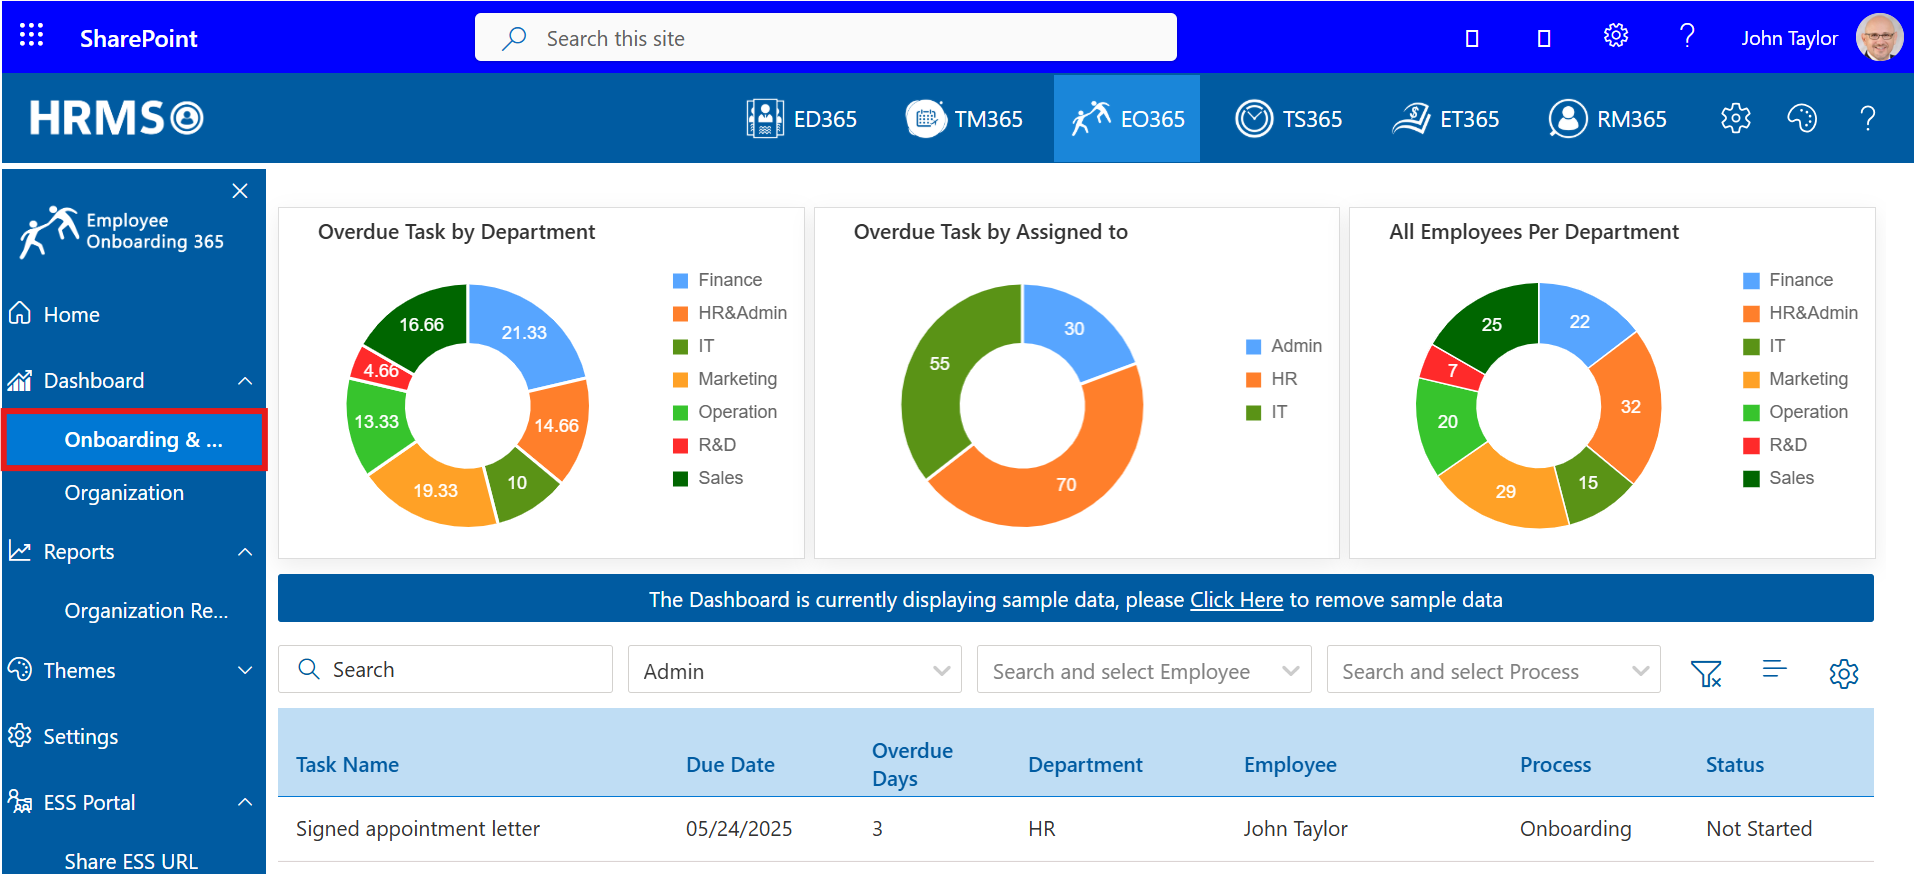 SharePoint
Search this site
John Taylor
HRMS
ED365
TM365
EO365
TS365
ET365
RM365
Employee
Onboarding 365
Home
Dashboard
Onboarding & ...
Organization
Reports
Organization Re...
Themes
Settings
ESS Portal
Share ESS URL
Overdue Task by Department
21.33
14.66
10
19.33
13.33
4.66
16.66
Finance
HR&Admin
IT
Marketing
Operation
R&D
Sales
Overdue Task by Assigned to
30
70
55
Admin
HR
IT
All Employees Per Department
22
32
15
29
20
7
25
Finance
HR&Admin
IT
Marketing
Operation
R&D
Sales
The Dashboard is currently displaying sample data, please Click Here to remove sample data
Search
Admin
Search and select Employee
Search and select Process
Task Name
Due Date
Overdue
Days
Department
Employee
Process
Status
Signed appointment letter
05/24/2025
3
HR
John Taylor
Onboarding
Not Started